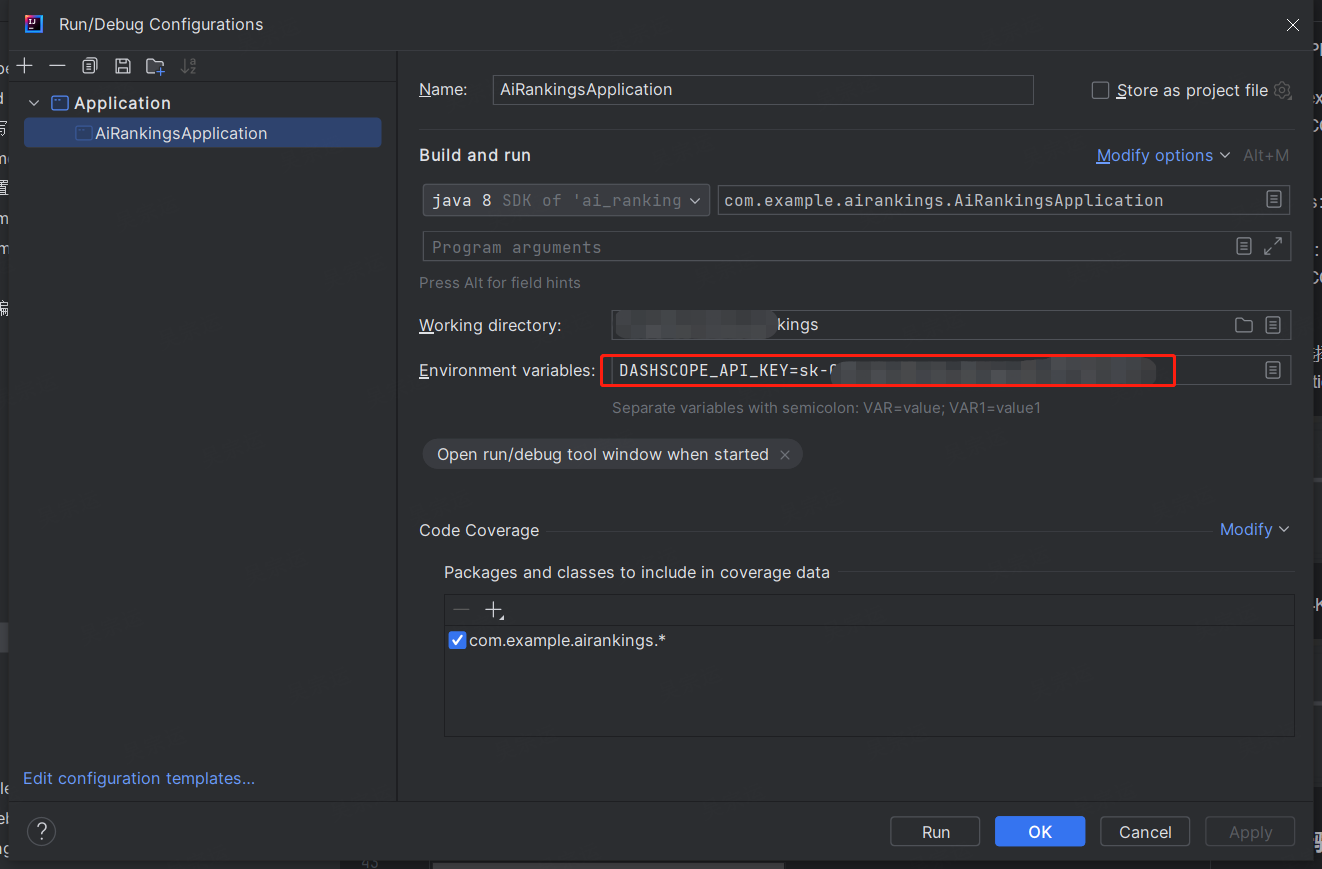 Run/Debug Configurations
Application
AiRankingsApplication
Name: AiRankingsApplication
Store as project file
Build and run
Modify options Alt+M
java 8 SDK of 'ai_ranking com.example.airankings.AiRankingsApplication
Program arguments
Press Alt for field hints
Working directory: kings
Environment variables: DASHSCOPE_API_KEY=sk-
Separate variables with semicolon: VAR=value; VAR1=value1
Open run/debug tool window when started
Code Coverage
Modify
Packages and classes to include in coverage data
com.example.airankings.*
Edit configuration templates...
?
Run OK Cancel Apply
43